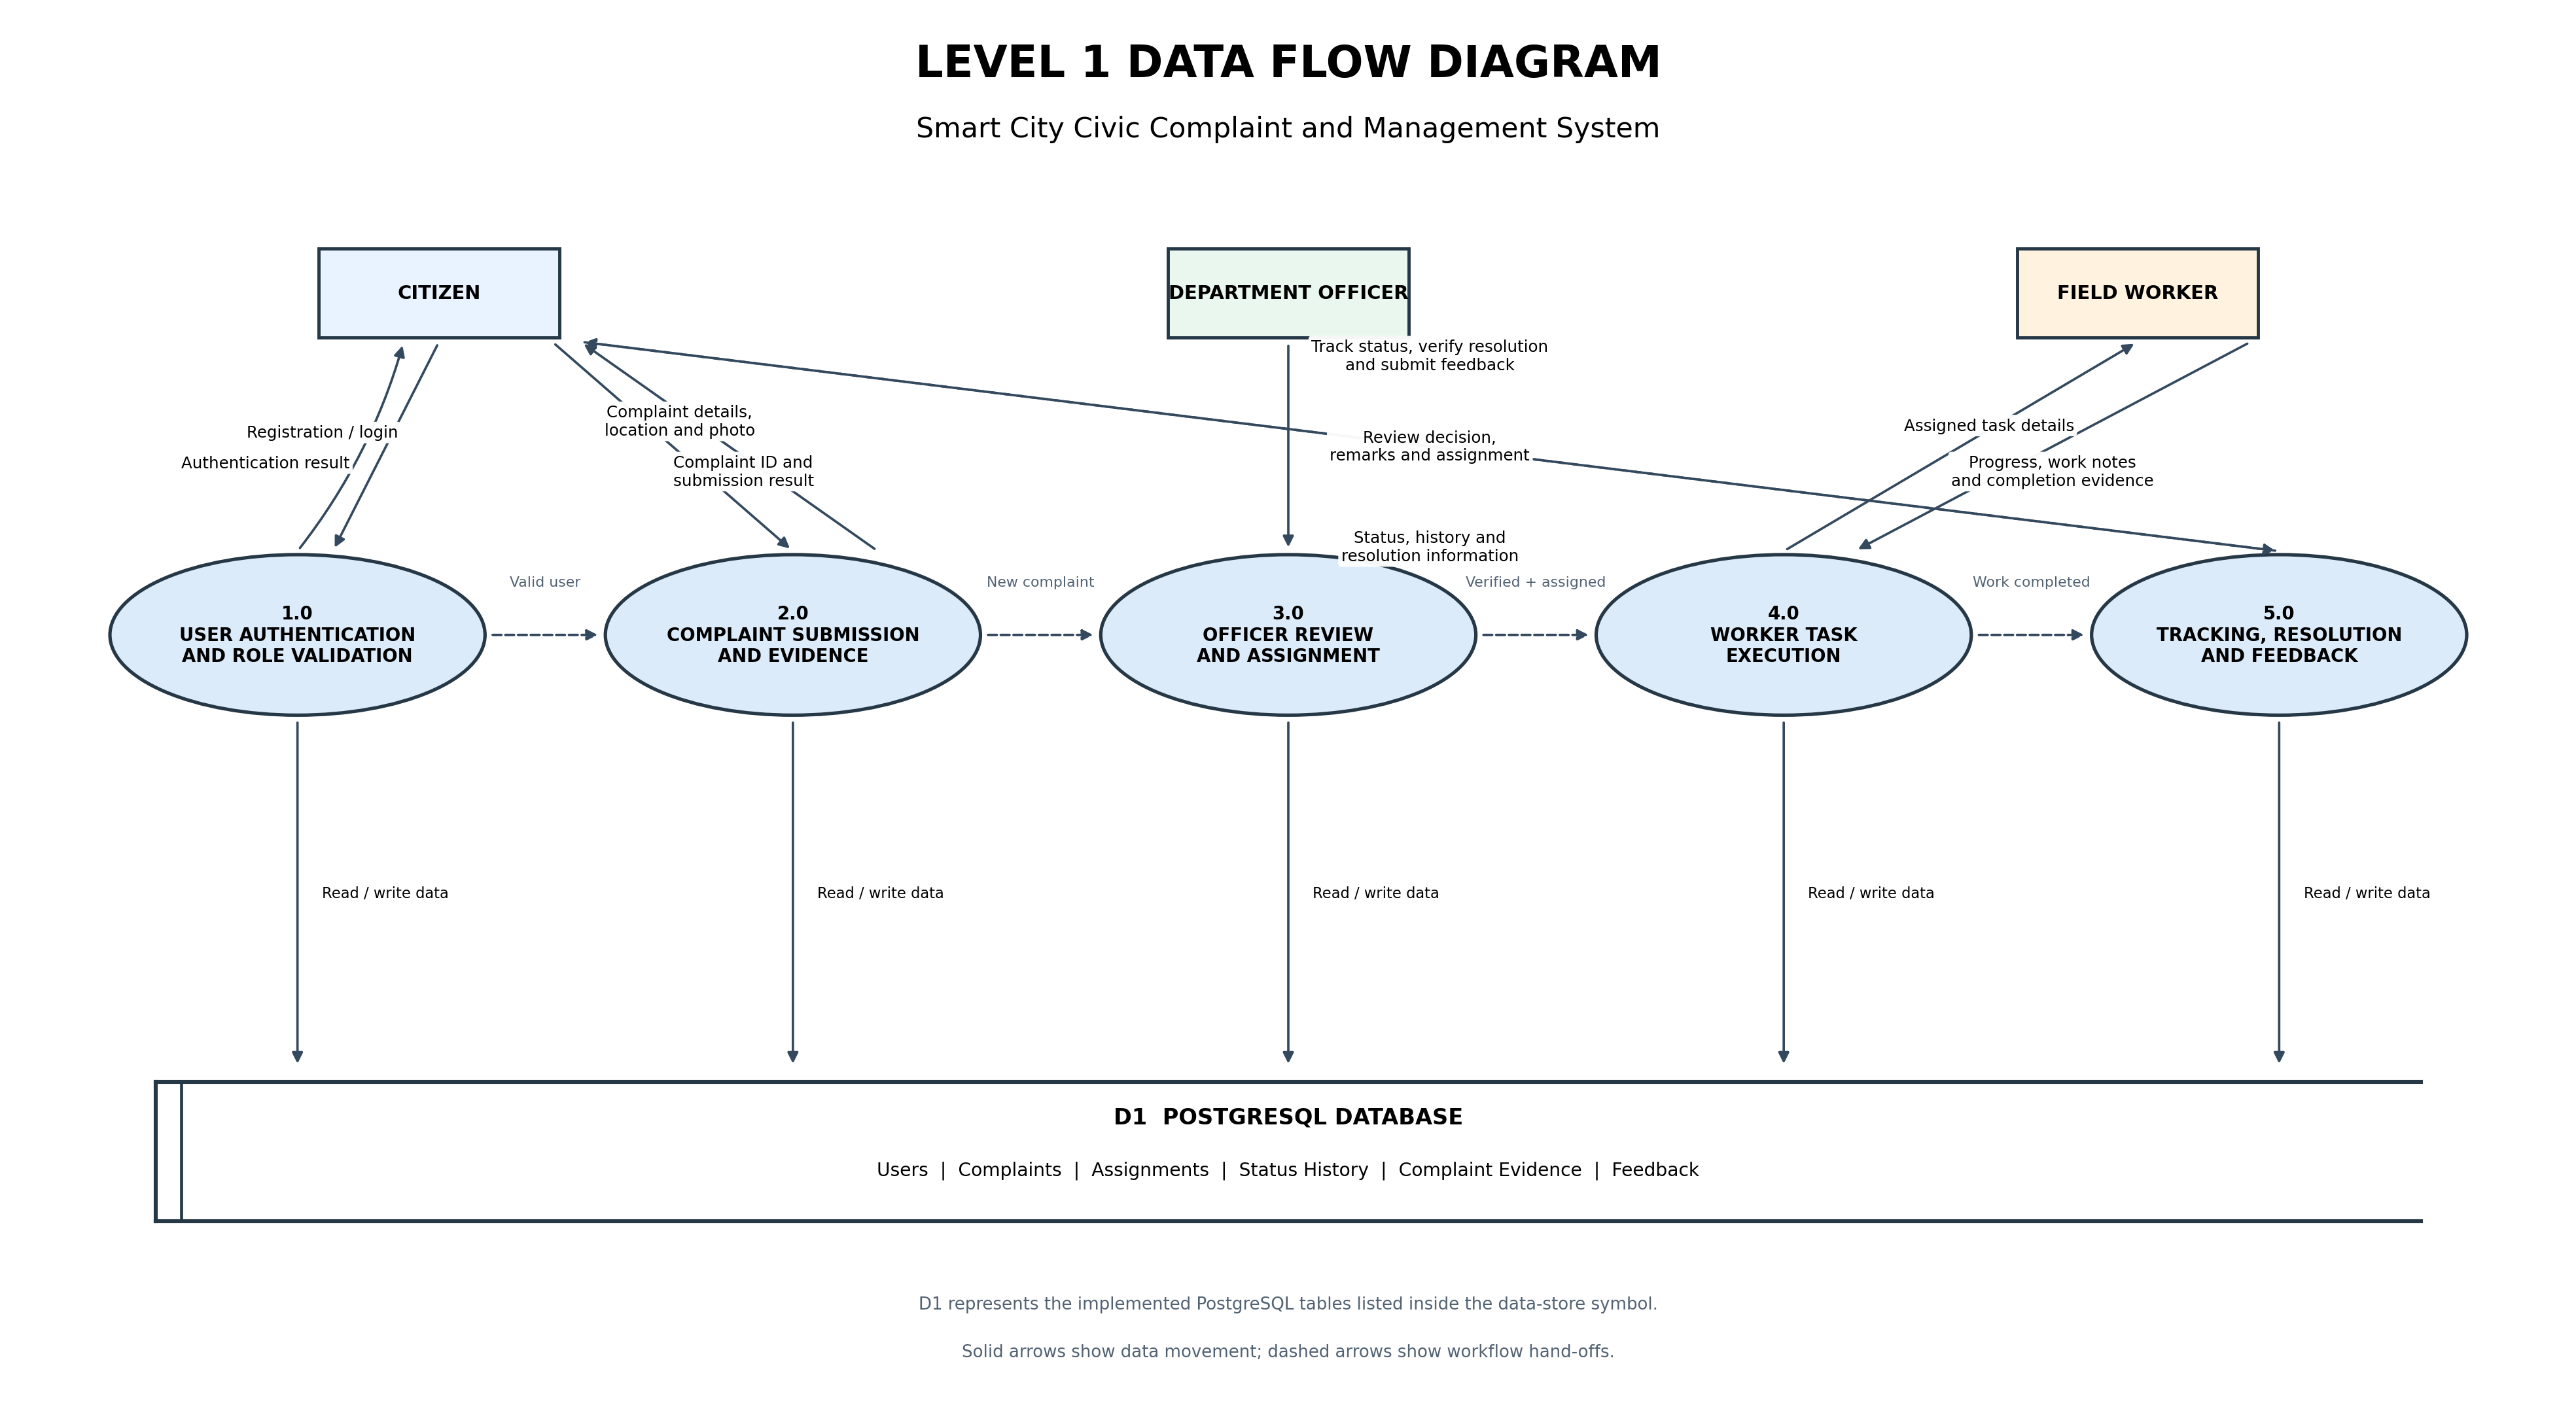 LEVEL 1 DATA FLOW DIAGRAM
Smart City Civic Complaint and Management System
CITIZEN
DEPARTMENT OFFICER
FIELD WORKER
Track status, verify resolution
and submit feedback
Complaint details,
location and photo
Registration / login
Authentication result
Complaint ID and
submission result
Review decision,
remarks and assignment
Assigned task details
Progress, work notes
and completion evidence
Status, history and
resolution information
Valid user
New complaint
Verified + assigned
Work completed
1.0
USER AUTHENTICATION
AND ROLE VALIDATION
2.0
COMPLAINT SUBMISSION
AND EVIDENCE
3.0
OFFICER REVIEW
AND ASSIGNMENT
4.0
WORKER TASK
EXECUTION
5.0
TRACKING, RESOLUTION
AND FEEDBACK
Read / write data
Read / write data
Read / write data
Read / write data
Read / write data
D1 POSTGRESQL DATABASE
Users | Complaints | Assignments | Status History | Complaint Evidence | Feedback
D1 represents the implemented PostgreSQL tables listed inside the data-store symbol.
Solid arrows show data movement; dashed arrows show workflow hand-offs.